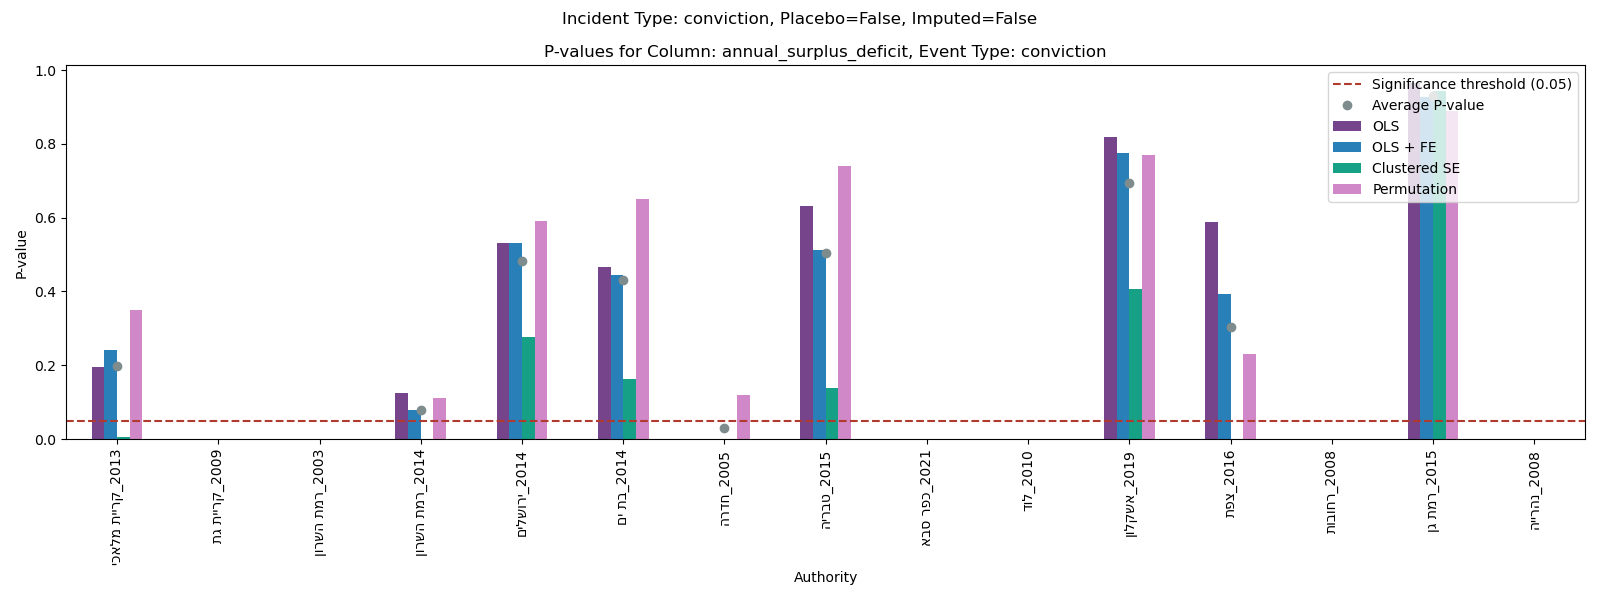 Incident Type: conviction, Placebo=False, Imputed=False
P-values for Column: annual_surplus_deficit, Event Type: conviction
Significance threshold (0.05)
Average P-value
OLS
OLS + FE
Clustered SE
Permutation
P-value
1.0
0.8
0.6
0.4
0.2
0.0
קריית מלאכי_2013
קריית גת_2009
רמת השרון_2003
רמת השרון_2014
ירושלים_2014
בת ים_2014
חדרה_2005
טבריה_2015
כפר סבא_2021
לוד_2010
אשקלון_2019
צפת_2016
רחובות_2008
רמת גן_2015
נהרייה_2008
Authority